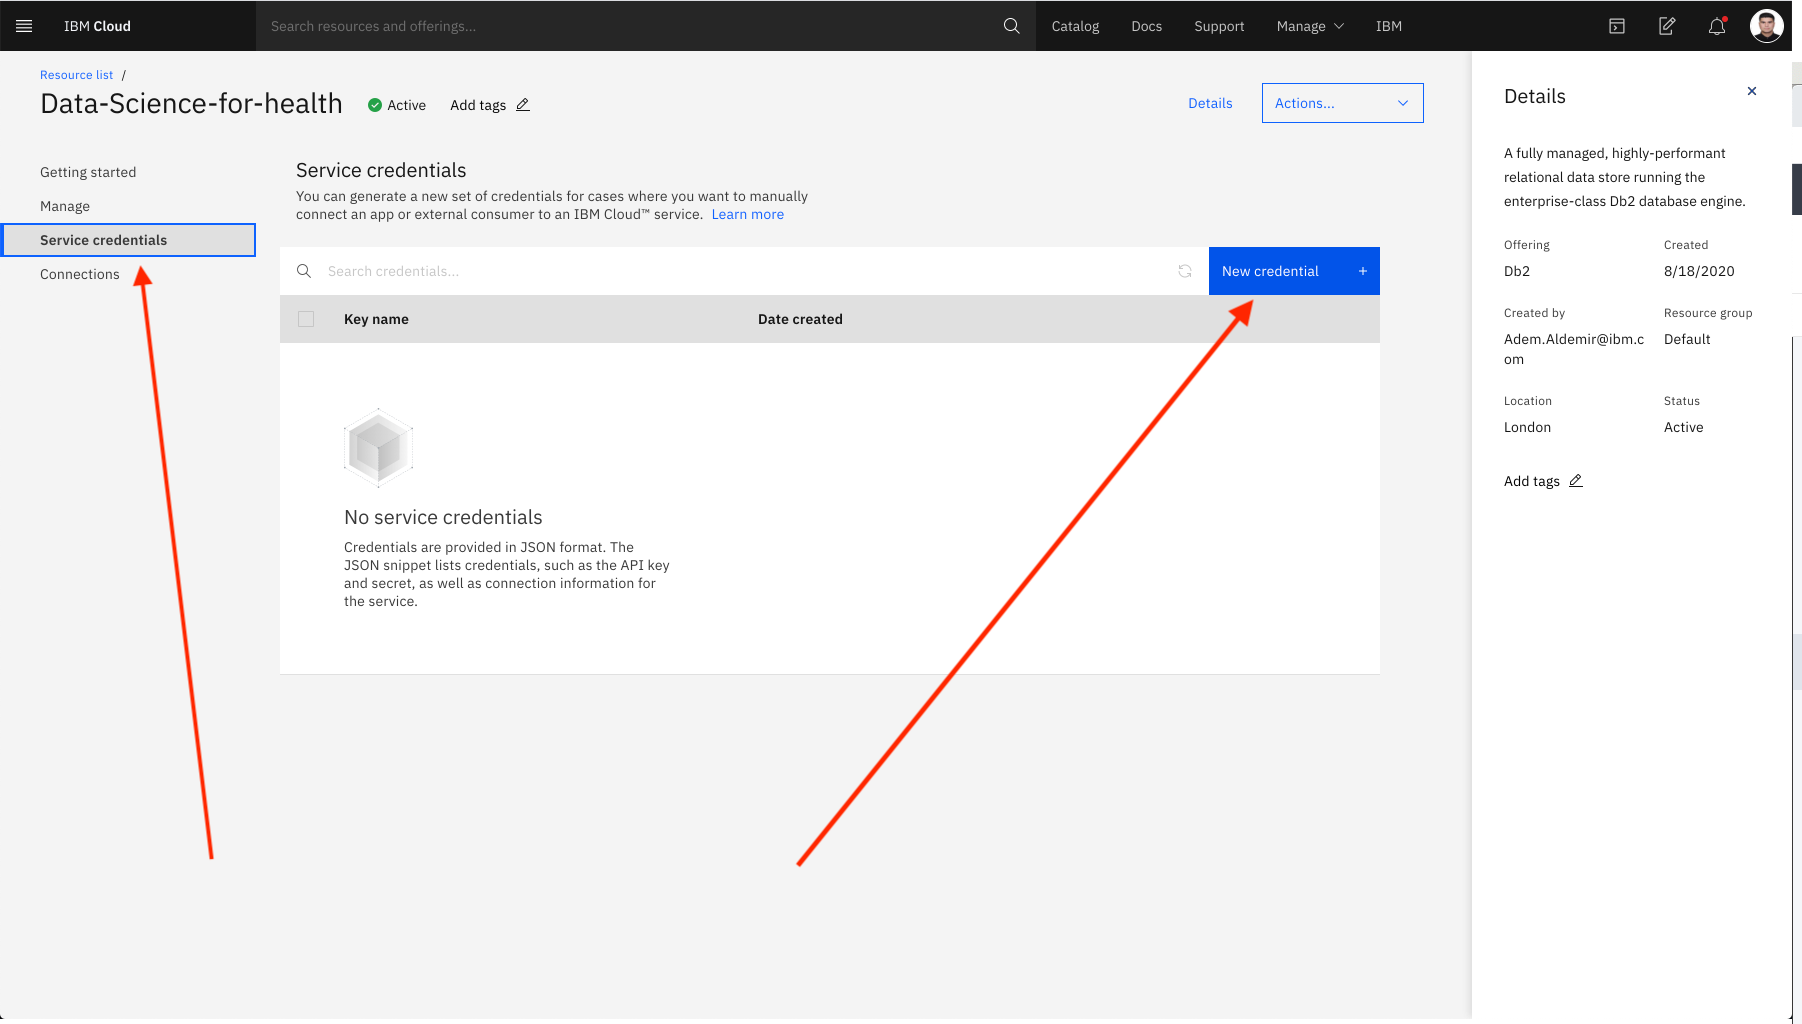 IBM Cloud
Search resources and offerings...
Catalog
Docs
Support
Manage
IBM
Resource list /
Data-Science-for-health
Active
Add tags
Details
Actions...
Getting started
Manage
Service credentials
Connections
Service credentials
You can generate a new set of credentials for cases where you want to manually
connect an app or external consumer to an IBM Cloud™ service. Learn more
Search credentials...
New credential +
Key name
Date created
No service credentials
Credentials are provided in JSON format. The
JSON snippet lists credentials, such as the API key
and secret, as well as connection information for
the service.
Details
A fully managed, highly-performant
relational data store running the
enterprise-class Db2 database engine.
Offering
Created
Db2
8/18/2020
Created by
Resource group
Adem.Aldemir@ibm.c
om
Default
Location
Status
London
Active
Add tags